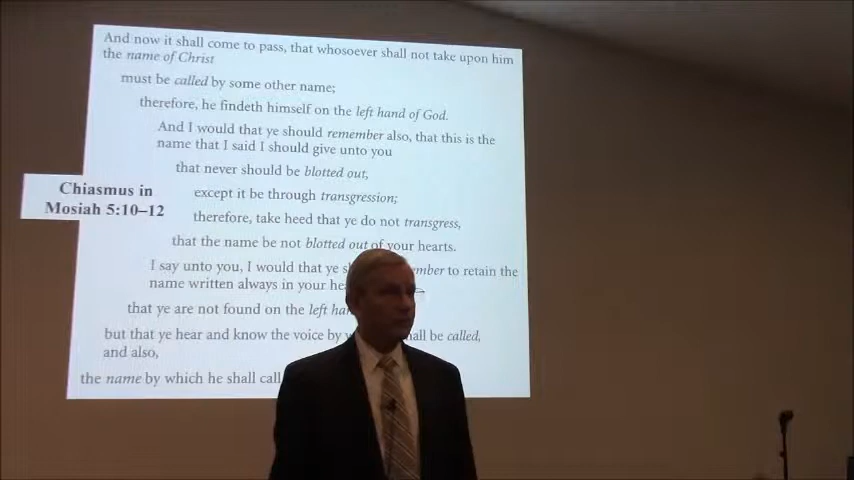 And now it shall come to pass, that whosoever shall not take upon him
the name of Christ
must be called by some other name;
therefore, he findeth himself on the left hand of God.
And I would that ye should remember also, that this is the
name that I said I should give unto you
that never should be blotted out,
except it be through transgression;
Chiasmus in
Mosiah 5:10–12
therefore, take heed that ye do not transgress,
that the name be not blotted out of your hearts.
I say unto you, I would that ye to retain the
name written always in your
that ye are not found on the left
but that ye hear and know the voice by be called,
and also,
the name by which he shall call